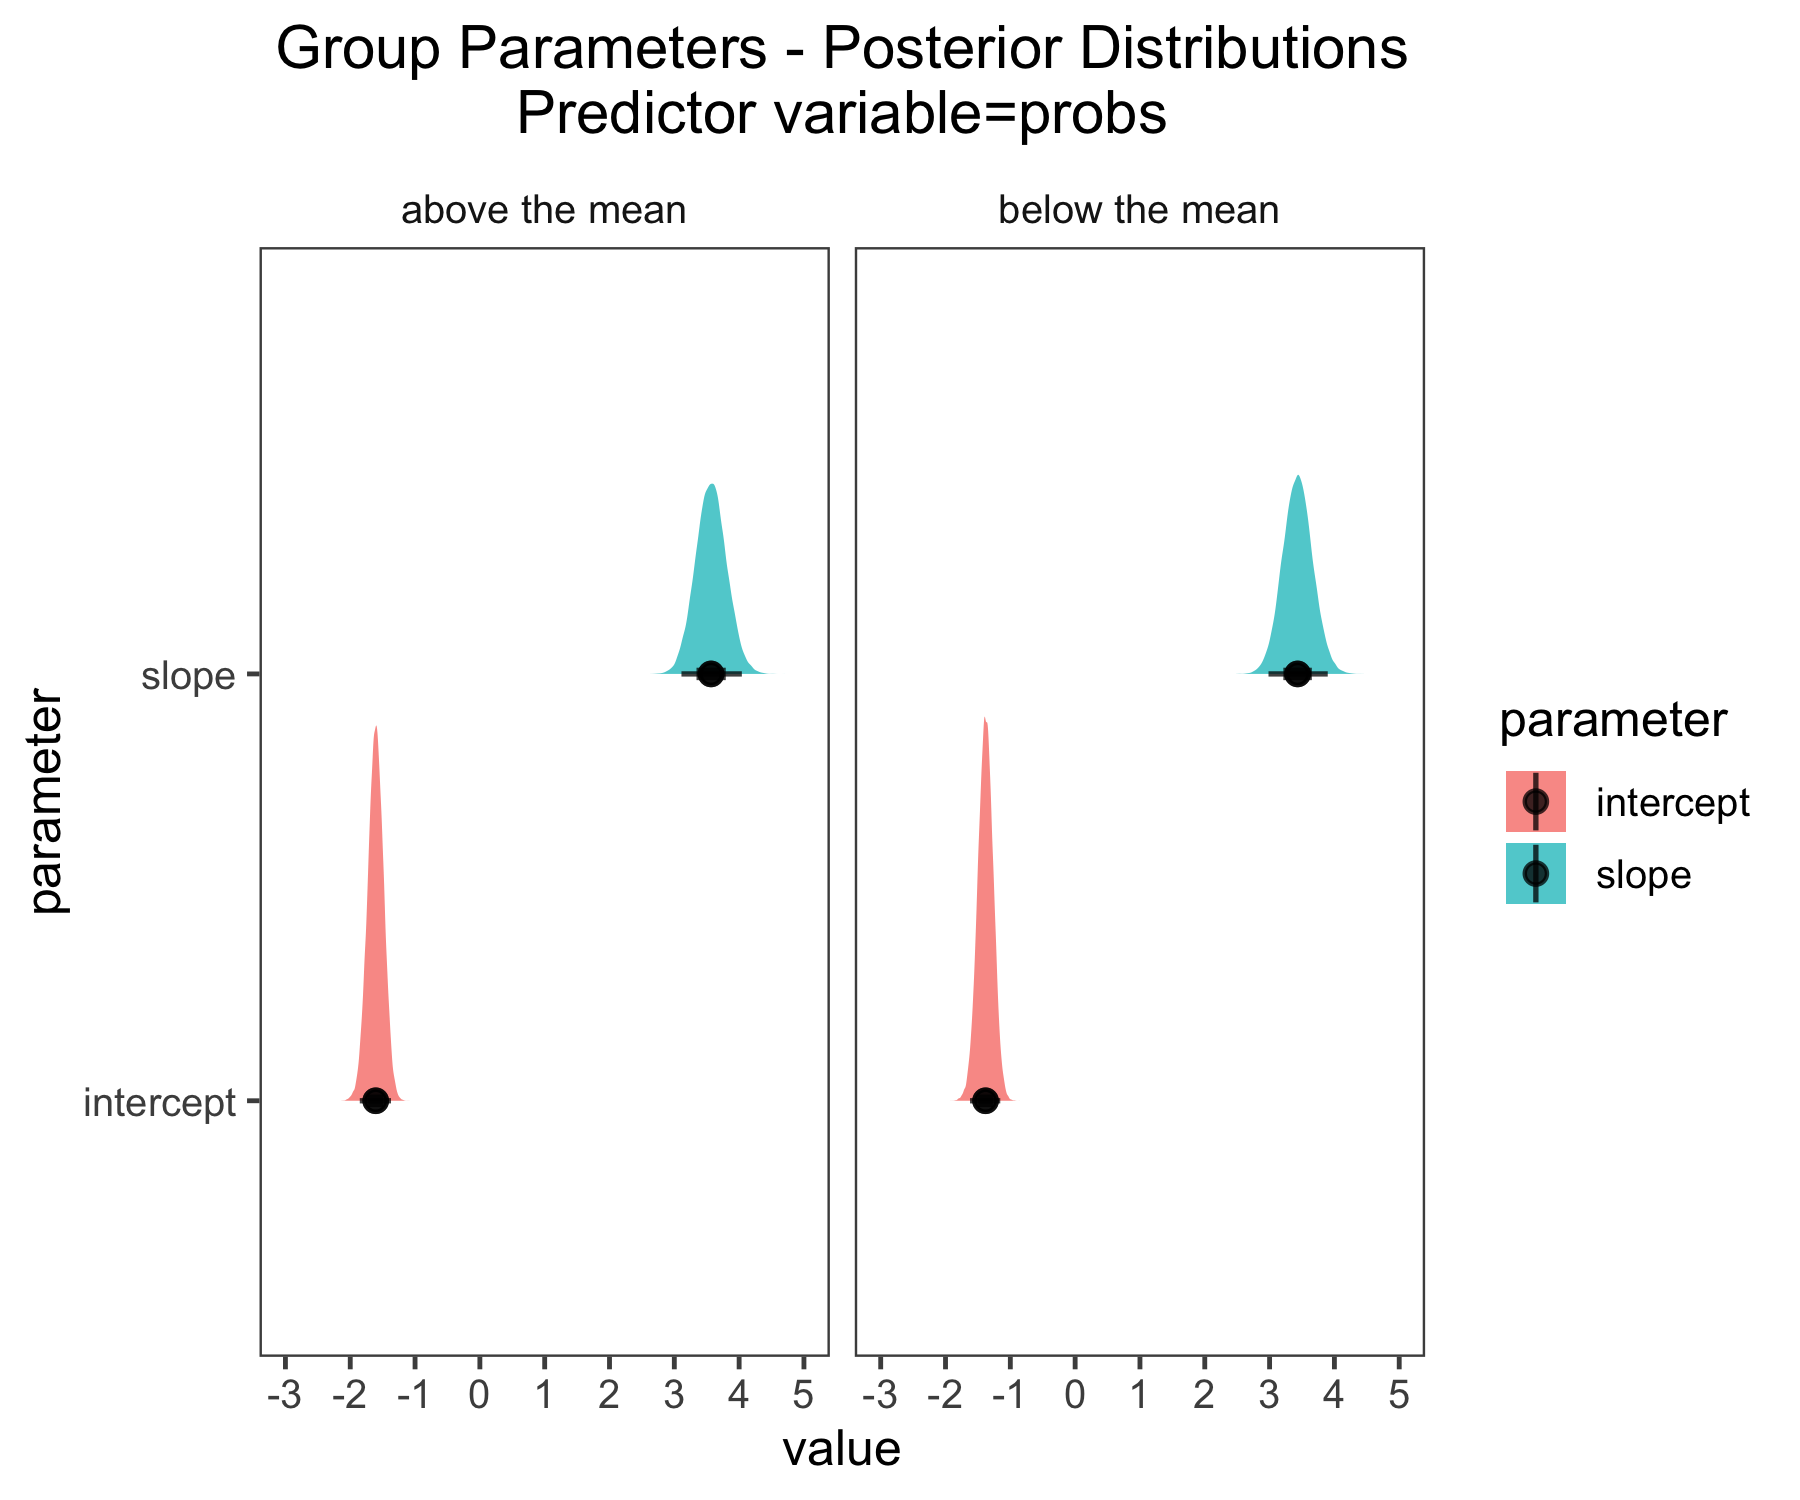 Group Parameters - Posterior Distributions
Predictor variable=probs
above the mean
below the mean
parameter
slope
intercept
-3 -2 -1 0 1 2 3 4 5
-3 -2 -1 0 1 2 3 4 5
value
parameter
intercept
slope